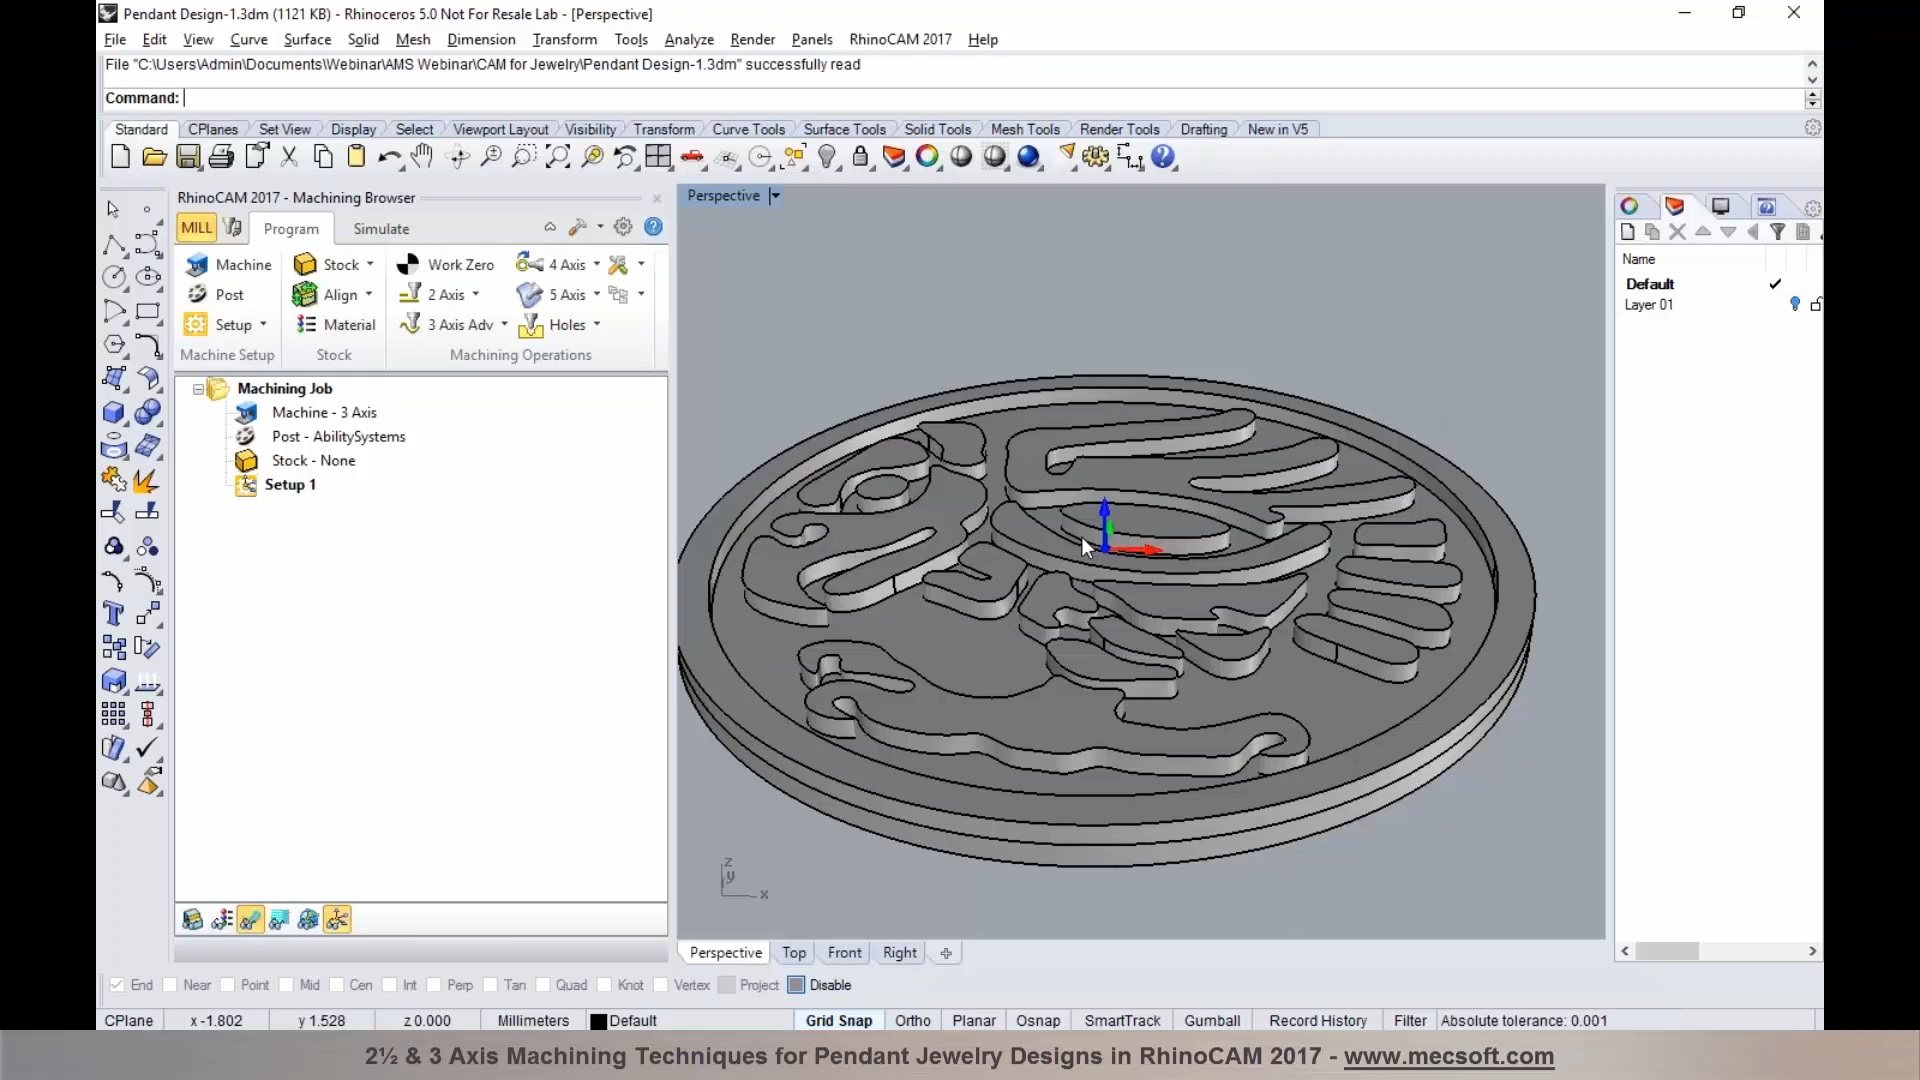 Pendant Design-1.3dm (1121 KB) - Rhinoceros 5.0 Not For Resale Lab - [Perspective]
File Edit View Curve Surface Solid Mesh Dimension Transform Tools Analyze Render Panels RhinoCAM 2017 Help
File "C:\Users\Admin\Documents\Webinar\AMS Webinar\CAM for Jewelry\Pendant Design-1.3dm" successfully read
Command:
Standard CPlanes Set View Display Select Viewport Layout Visibility Transform Curve Tools Surface Tools Solid Tools Mesh Tools Render Tools Drafting New in V5
RhinoCAM 2017 - Machining Browser
MILL Program Simulate
Machine Stock Work Zero 4 Axis
Post Align 2 Axis 5 Axis
Setup Material 3 Axis Adv Holes
Machine Setup Stock Machining Operations
Machining Job
Machine - 3 Axis
Post - AbilitySystems
Stock - None
Setup 1
Perspective
z
y
x
Name
Default
Layer 01
Perspective Top Front Right
End Near Point Mid Cen Int Perp Tan Quad Knot Vertex Project Disable
CPlane x -1.802 y 1.528 z 0.000 Millimeters Default Grid Snap Ortho Planar Osnap SmartTrack Gumball Record History Filter Absolute tolerance: 0.001
2½ & 3 Axis Machining Techniques for Pendant Jewelry Designs in RhinoCAM 2017 - www.mecsoft.com